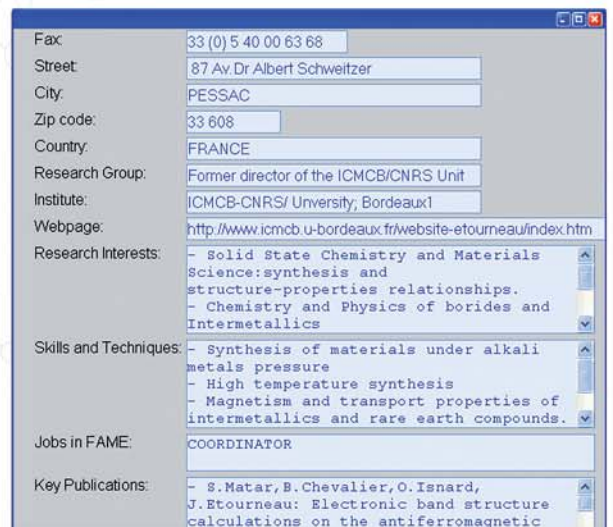 Fax: 33 (0) 5 40 00 63 68
Street: 87 Av.Dr Albert Schweitzer
City: PESSAC
Zip code: 33 608
Country: FRANCE
Research Group: Former director of the ICMCB/CNRS Unit
Institute: ICMCB-CNRS/ Unversity; Bordeaux1
Webpage: http://www.icmcb.u-bordeaux.fr/website-etourneau/index.htm
Research Interests: - Solid State Chemistry and Materials
Science:synthesis and
structure-properties relationships.
- Chemistry and Physics of borides and
Intermetallics
Skills and Techniques: - Synthesis of materials under alkali
metals pressure
- High temperature synthesis
- Magnetism and transport properties of
intermetallics and rare earth compounds.
Jobs in FAME: COORDINATOR
Key Publications: - S.Matar,B.Chevalier,O.Isnard,
J.Etourneau: Electronic band structure
calculations on the antiferromagnetic